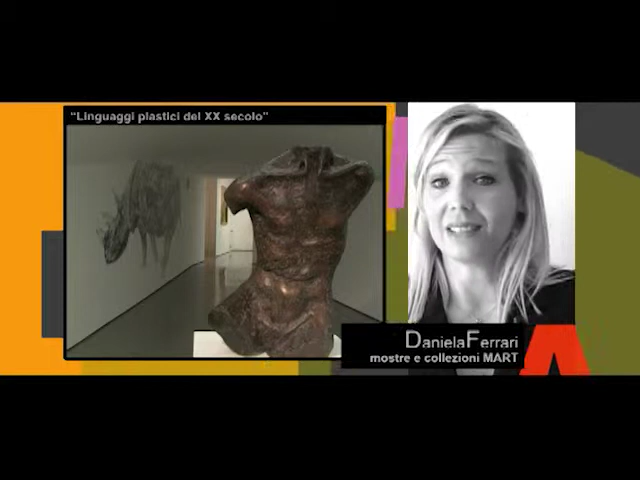 "Linguaggi plastici del XX secolo"
DanielaFerrari
mostre e collezioni MART